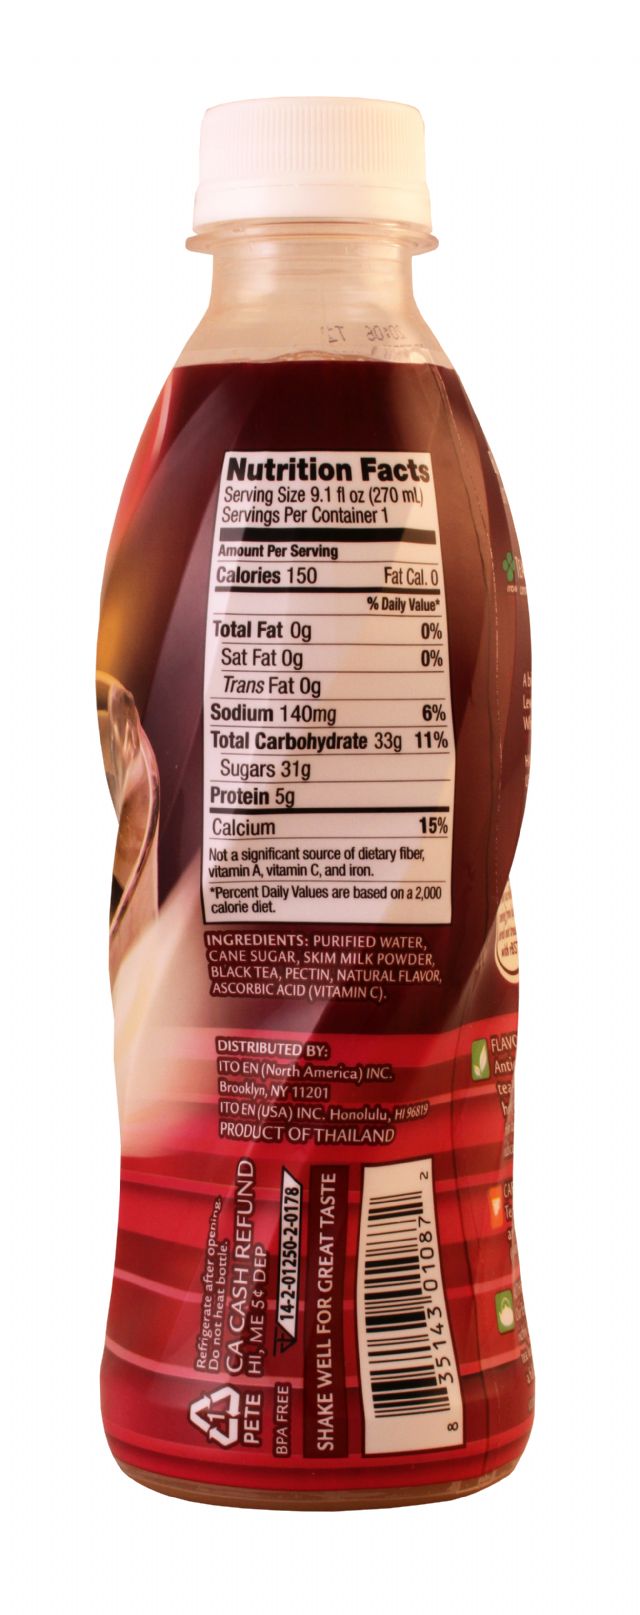 20:06 T2
Nutrition Facts
Serving Size 9.1 fl oz (270 mL)
Servings Per Container 1
Amount Per Serving
Calories 150 Fat Cal. 0
% Daily Value*
Total Fat 0g 0%
Sat Fat 0g 0%
Trans Fat 0g
Sodium 140mg 6%
Total Carbohydrate 33g 11%
Sugars 31g
Protein 5g
Calcium 15%
Not a significant source of dietary fiber,
vitamin A, vitamin C, and iron.
*Percent Daily Values are based on a 2,000
calorie diet.
INGREDIENTS: PURIFIED WATER,
CANE SUGAR, SKIM MILK POWDER,
BLACK TEA, PECTIN, NATURAL FLAVOR,
ASCORBIC ACID (VITAMIN C).
DISTRIBUTED BY:
ITO EN (North America) INC.
Brooklyn, NY 11201
ITO EN (USA) INC. Honolulu, HI 96819
PRODUCT OF THAILAND
Refrigerate after opening.
Do not heat bottle.
CA CASH REFUND
HI, ME 5¢ DEP
14-2-01250-2-0178
1
PETE
BPA FREE
SHAKE WELL FOR GREAT TASTE
8 35143 01087 2